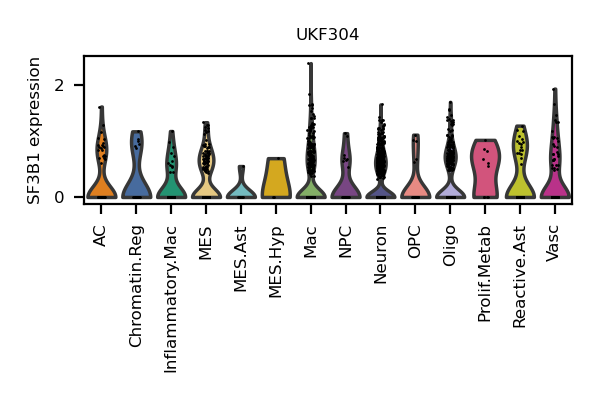 UKF304
SF3B1 expression
2
0
AC
Chromatin.Reg
Inflammatory.Mac
MES
MES.Ast
MES.Hyp
Mac
NPC
Neuron
OPC
Oligo
Prolif.Metab
Reactive.Ast
Vasc